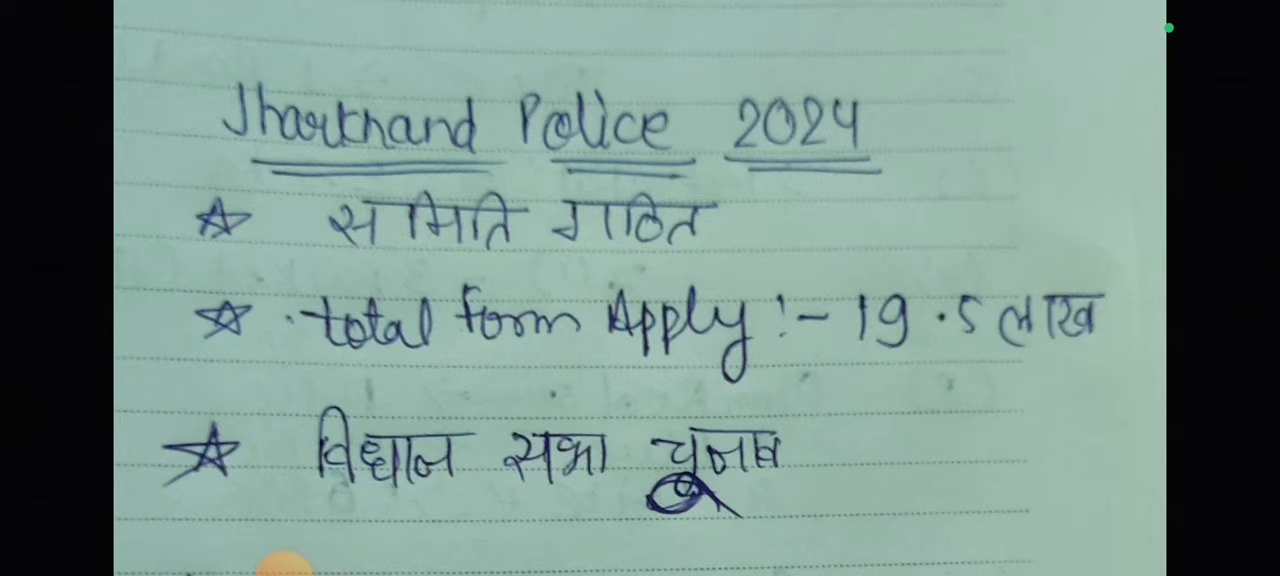 Jharkhand Police 2024
☆ समिति गठित
☆ . total form Apply :- 19.5 लाख
☆ विधान सभा चुनाव